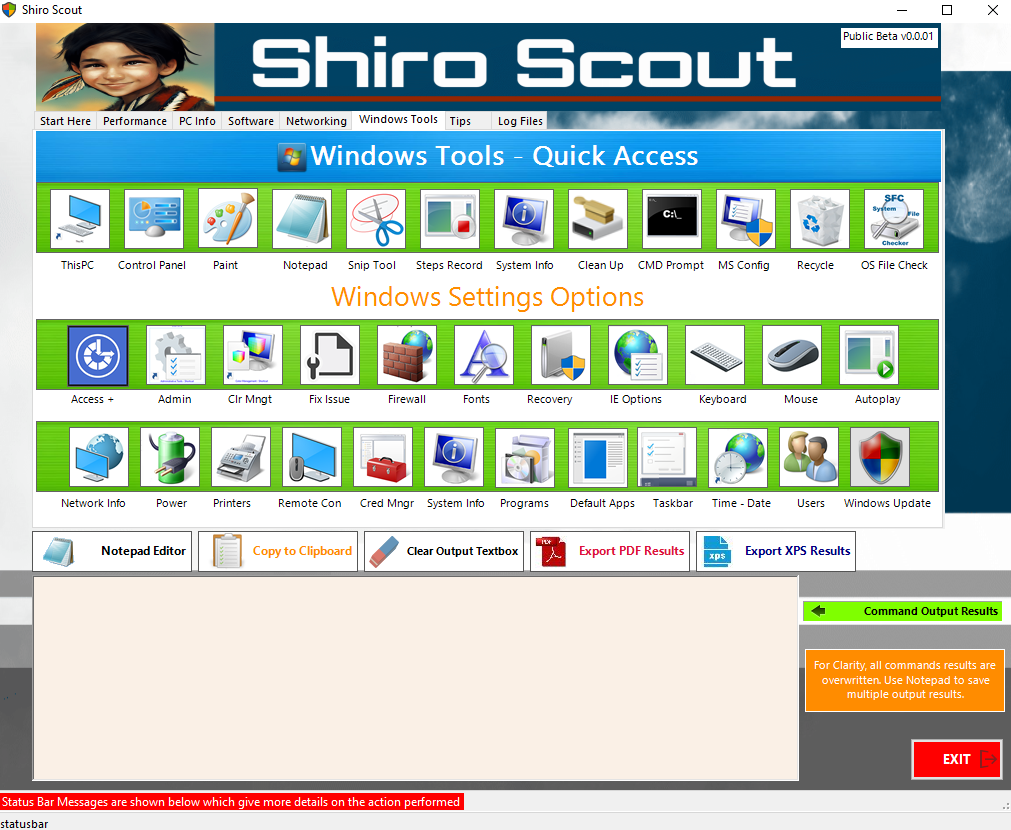 Shiro Scout
Shiro Scout
Public Beta v0.0.01
Start Here Performance PC Info Software Networking Windows Tools Tips Log Files
Windows Tools - Quick Access
C:\_
SFC
System File
Checker
ThisPC Control Panel Paint Notepad Snip Tool Steps Record System Info Clean Up CMD Prompt MS Config Recycle OS File Check
Windows Settings Options
Access + Admin Clr Mngt Fix Issue Firewall Fonts Recovery IE Options Keyboard Mouse Autoplay
Network Info Power Printers Remote Con Cred Mngr System Info Programs Default Apps Taskbar Time - Date Users Windows Update
Notepad Editor Copy to Clipboard Clear Output Textbox PDF Export PDF Results xps Export XPS Results
Command Output Results
For Clarity, all commands results are
overwritten. Use Notepad to save
multiple output results.
EXIT
Status Bar Messages are shown below which give more details on the action performed
statusbar